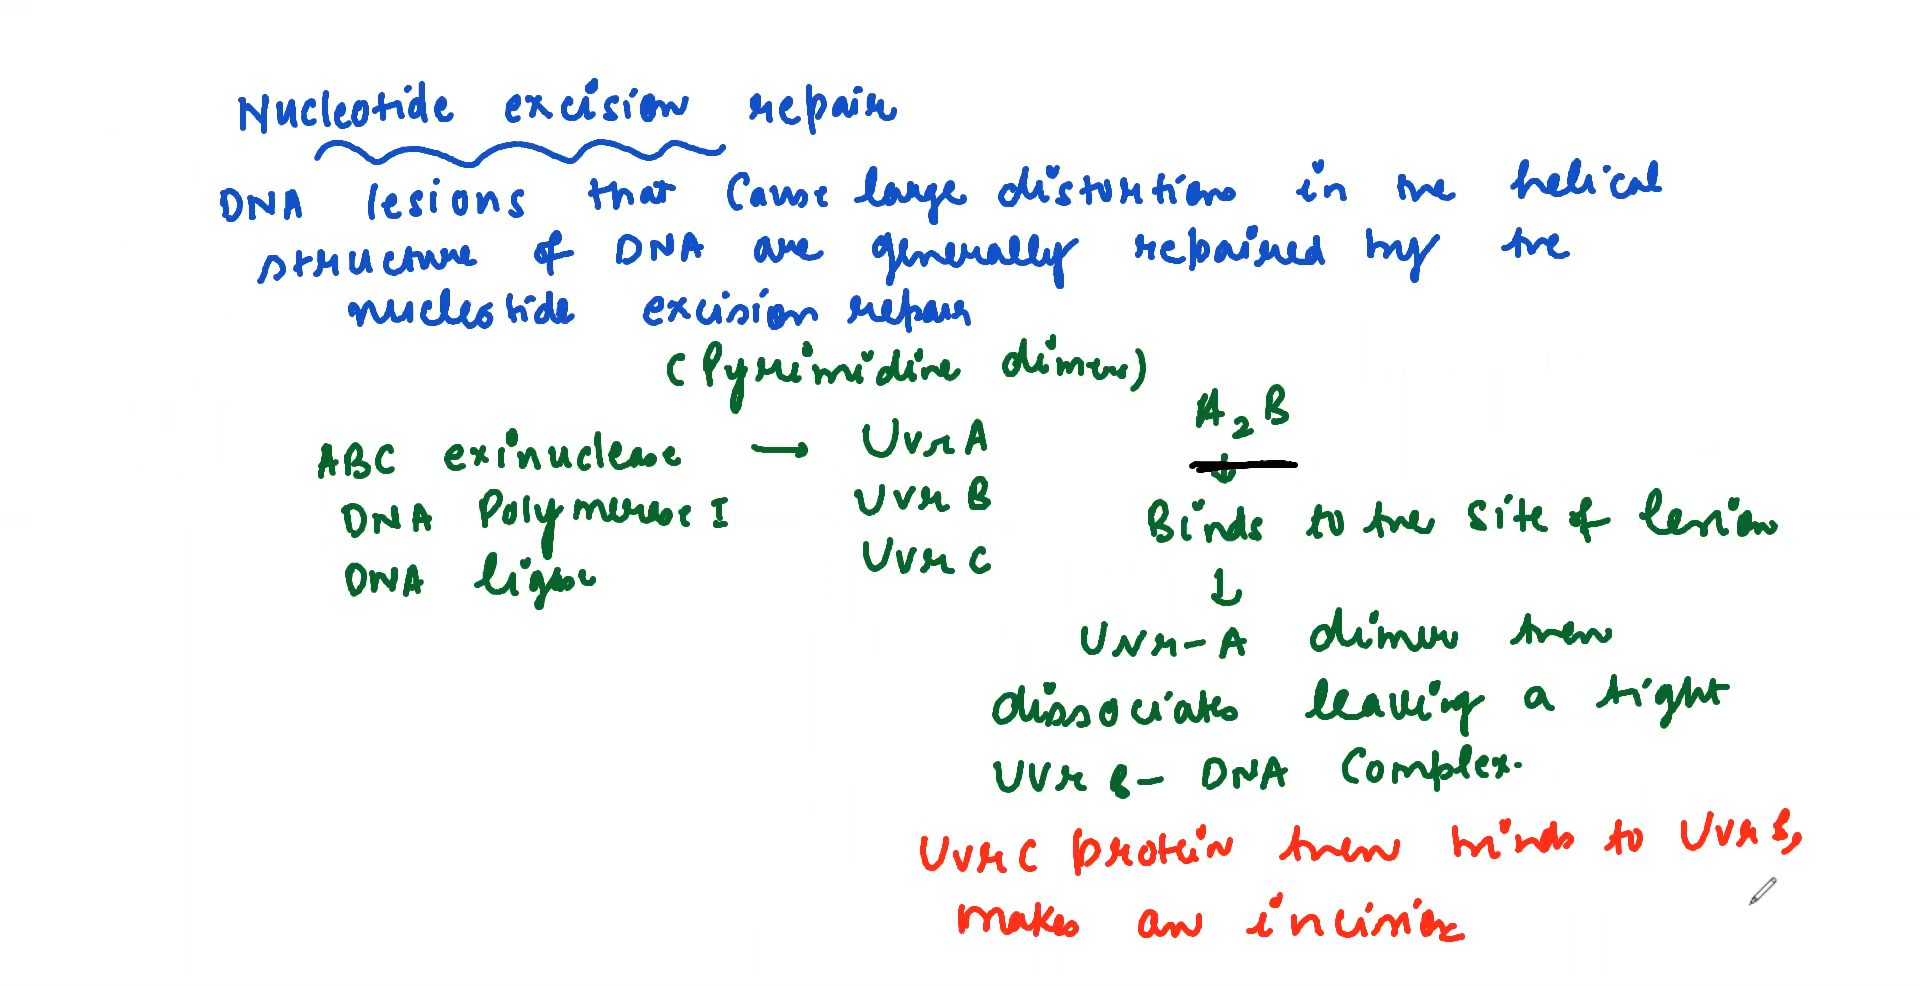 Nucleotide excision repair
DNA lesions that cause large distortions in the helical
structure of DNA are generally repaired by the
nucleotide excision repair
(Pyrimidine dimer)
ABC exinuclease → UvrA
UvrB
UvrC
DNA Polymerase I
DNA ligase
A2B
↓
Binds to the site of lesion
↓
Uvr-A dimer then
dissociates leaving a tight
UvrB- DNA Complex.
UvrC protein then binds to UvrB,
makes an incision